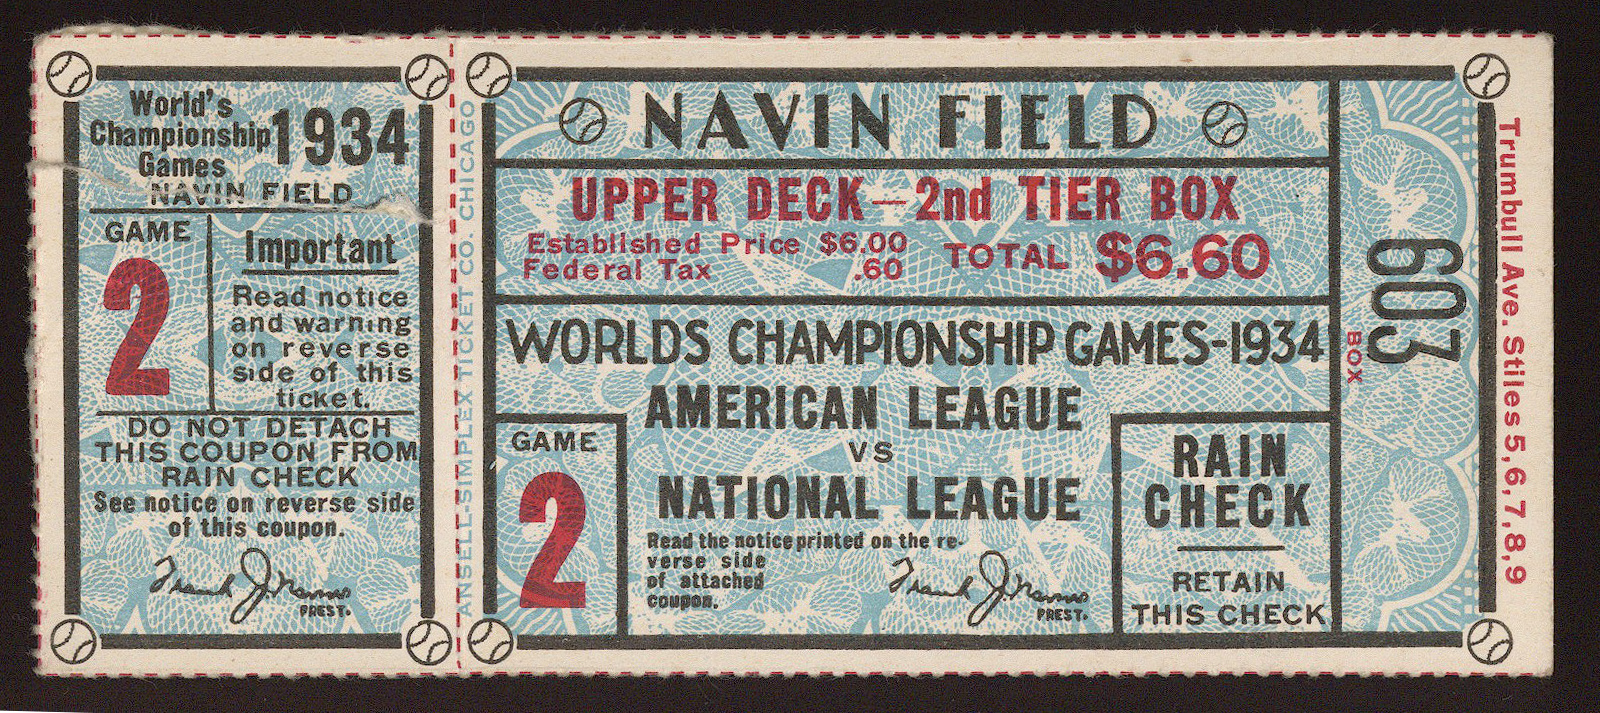 World's
Championship
Games
1934
NAVIN FIELD
GAME
2
Important
Read notice
and warning
on reverse
side of this
ticket.
DO NOT DETACH
THIS COUPON FROM
RAIN CHECK
See notice on reverse side
of this coupon.
Frank J. Navin
PREST.
ANSELL-SIMPLEX TICKET CO. CHICAGO
NAVIN FIELD
UPPER DECK - 2nd TIER BOX
Established Price $6.00
Federal Tax .60
TOTAL $6.60
WORLDS CHAMPIONSHIP GAMES-1934
AMERICAN LEAGUE
VS
NATIONAL LEAGUE
GAME
2
Read the notice printed on the re-
verse side
of attached
coupon.
Frank J. Navin
PREST.
RAIN
CHECK
RETAIN
THIS CHECK
603
BOX
Trumbull Ave. Stiles 5,6,7,8,9